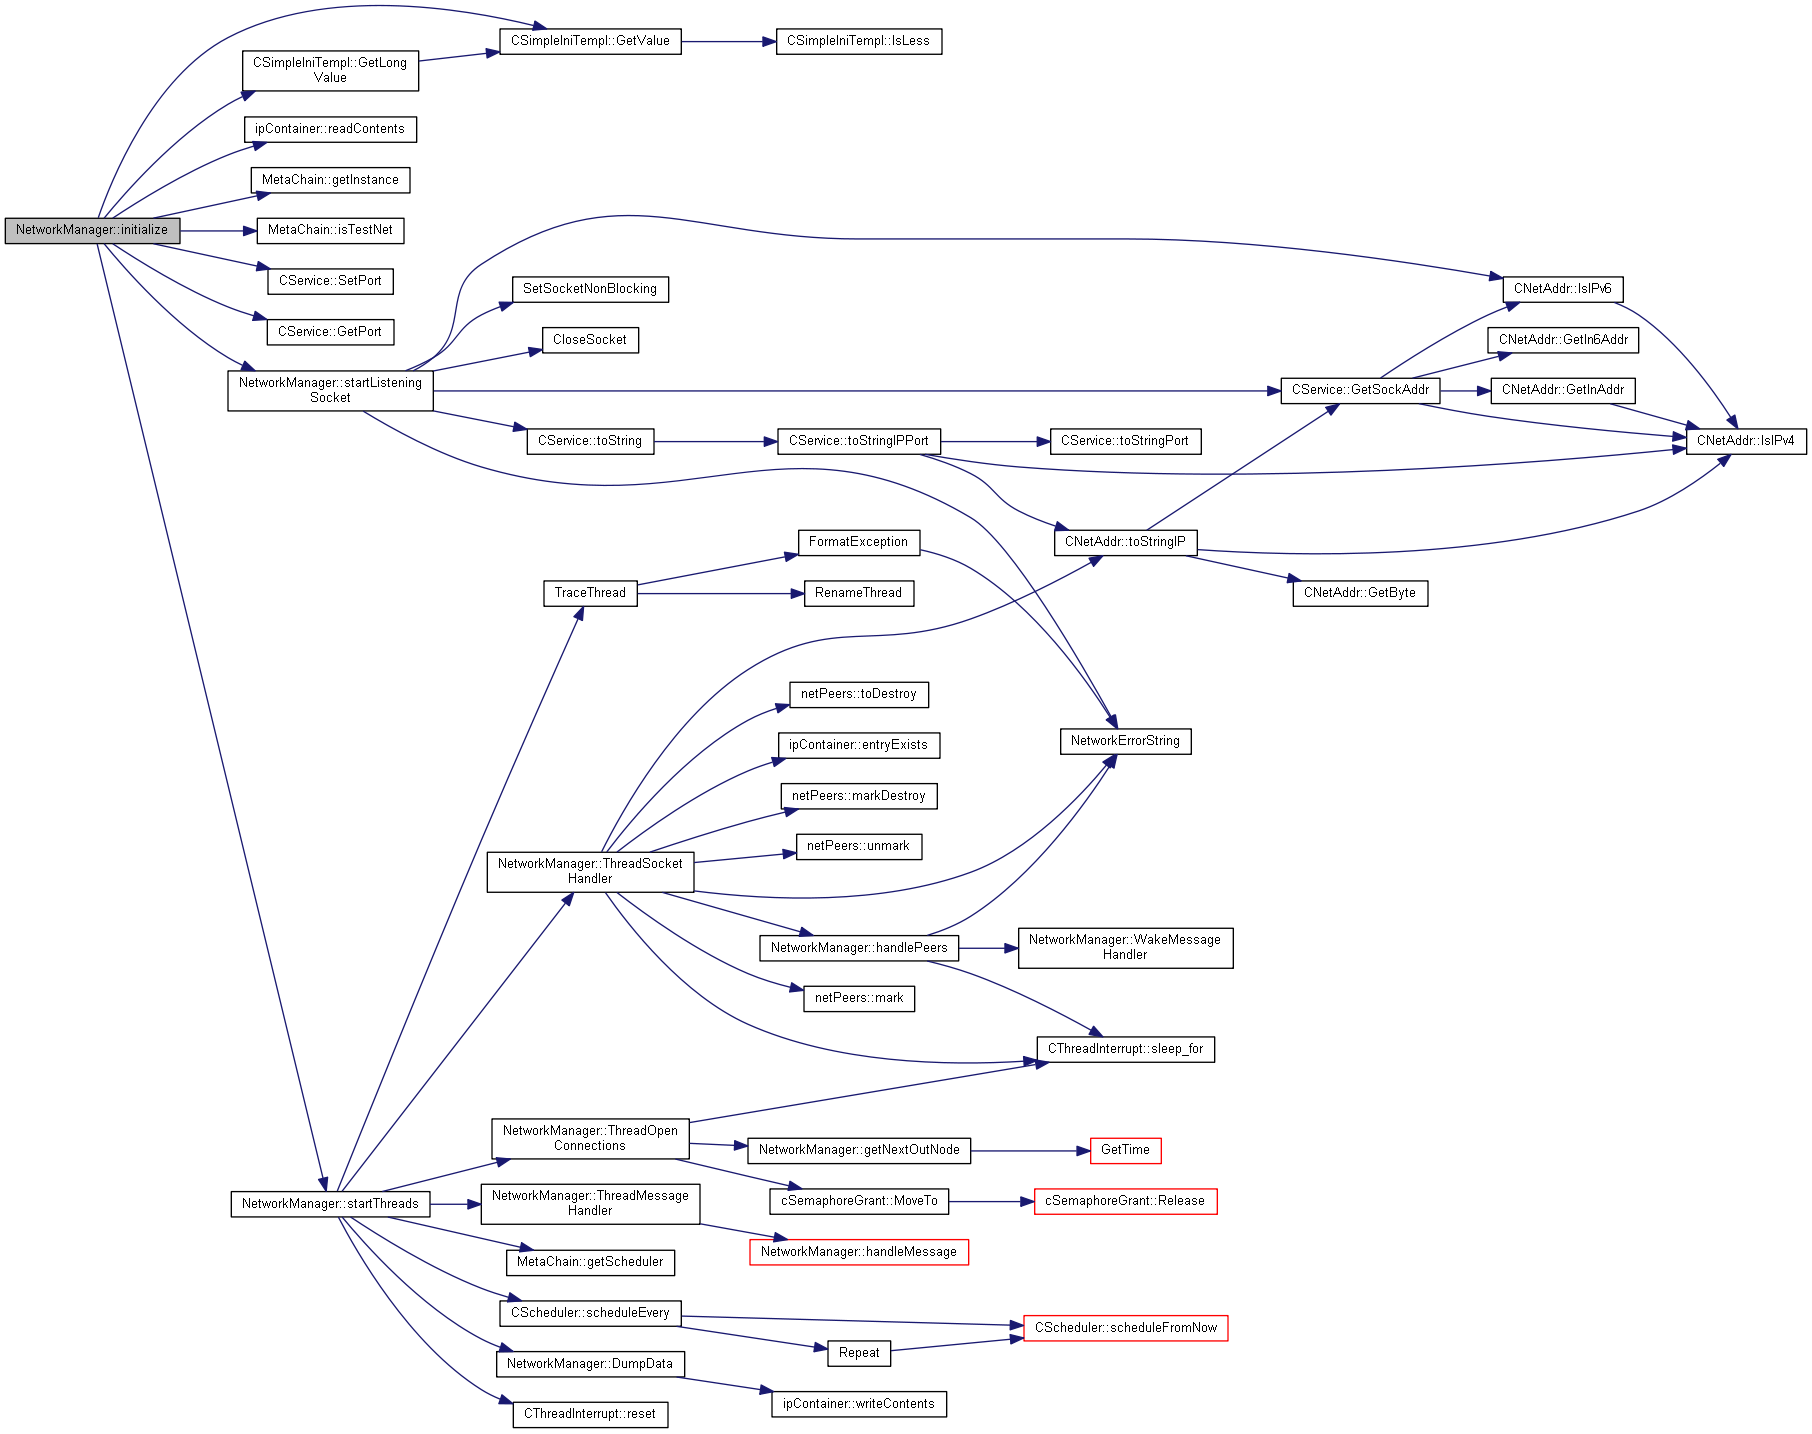 CSimpleIniTempl::GetValue
CSimpleIniTempl::IsLess
CSimpleIniTempl::GetLong
Value
ipContainer::readContents
MetaChain::getInstance
NetworkManager::initialize
MetaChain::isTestNet
CService::SetPort
CService::GetPort
NetworkManager::startListening
Socket
SetSocketNonBlocking
CloseSocket
CNetAddr::IsIPv6
CNetAddr::GetIn6Addr
CService::GetSockAddr
CNetAddr::GetInAddr
CService::toString
CService::toStringIPPort
CService::toStringPort
CNetAddr::IsIPv4
FormatException
CNetAddr::toStringIP
TraceThread
RenameThread
CNetAddr::GetByte
netPeers::toDestroy
ipContainer::entryExists
NetworkErrorString
netPeers::markDestroy
netPeers::unmark
NetworkManager::ThreadSocket
Handler
NetworkManager::handlePeers
NetworkManager::WakeMessage
Handler
netPeers::mark
CThreadInterrupt::sleep_for
NetworkManager::ThreadOpen
Connections
NetworkManager::getNextOutNode
GetTime
NetworkManager::startThreads
NetworkManager::ThreadMessage
Handler
cSemaphoreGrant::MoveTo
cSemaphoreGrant::Release
NetworkManager::handleMessage
MetaChain::getScheduler
CScheduler::scheduleEvery
CScheduler::scheduleFromNow
Repeat
NetworkManager::DumpData
ipContainer::writeContents
CThreadInterrupt::reset